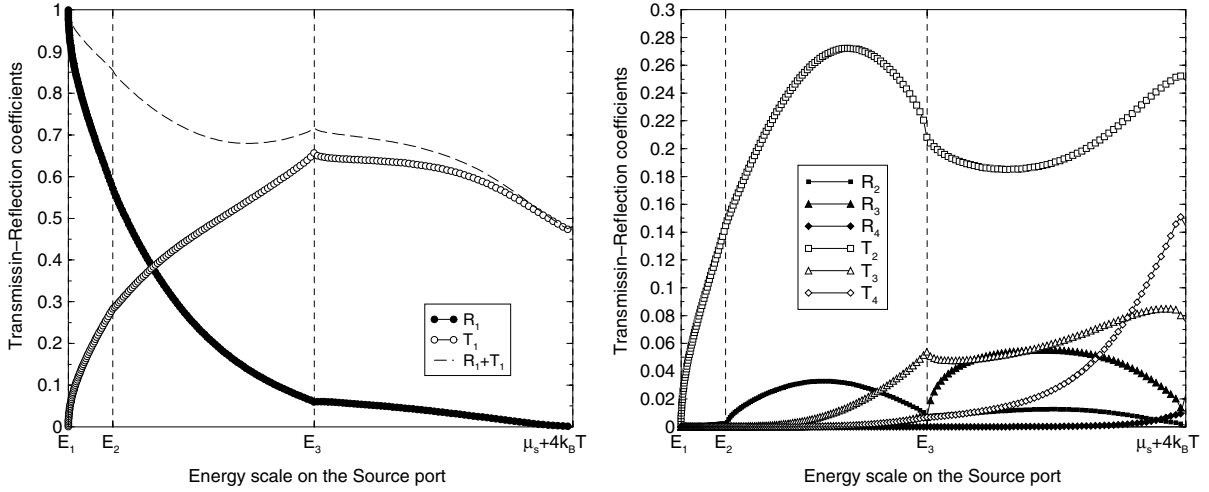 Transmissin–Reflection coefficients
1
0.9
0.8
0.7
0.6
0.5
0.4
0.3
0.2
0.1
0
R₁
T₁
R₁+T₁
E₁
E₂
E₃
μₛ+4k_BT
Energy scale on the Source port
Transmissin–Reflection coefficients
0.3
0.28
0.26
0.24
0.22
0.2
0.18
0.16
0.14
0.12
0.1
0.08
0.06
0.04
0.02
0
R₂
R₃
R₄
T₂
T₃
T₄
E₁
E₂
E₃
μₛ+4k_BT
Energy scale on the Source port